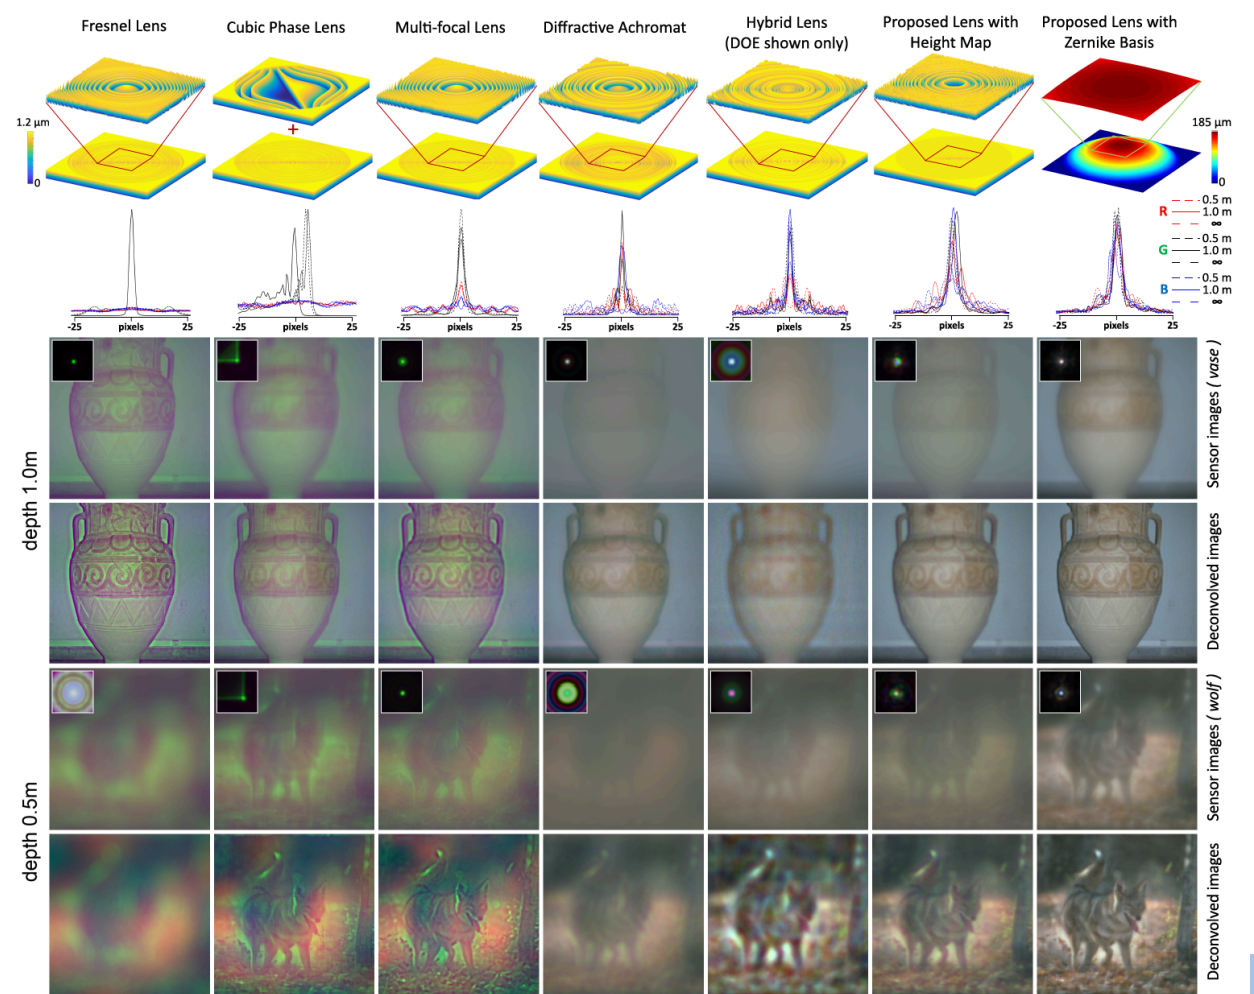 Fresnel Lens
Cubic Phase Lens
Multi-focal Lens
Diffractive Achromat
Hybrid Lens
(DOE shown only)
Proposed Lens with
Height Map
Proposed Lens with
Zernike Basis
1.2 µm
0
+
185 µm
0
R
0.5 m
1.0 m
∞
G
0.5 m
1.0 m
∞
B
0.5 m
1.0 m
∞
-25 pixels 25
-25 pixels 25
-25 pixels 25
-25 pixels 25
-25 pixels 25
-25 pixels 25
-25 pixels 25
depth 1.0m
Sensor images ( vase )
Deconvolved images
depth 0.5m
Sensor images ( wolf )
Deconvolved images